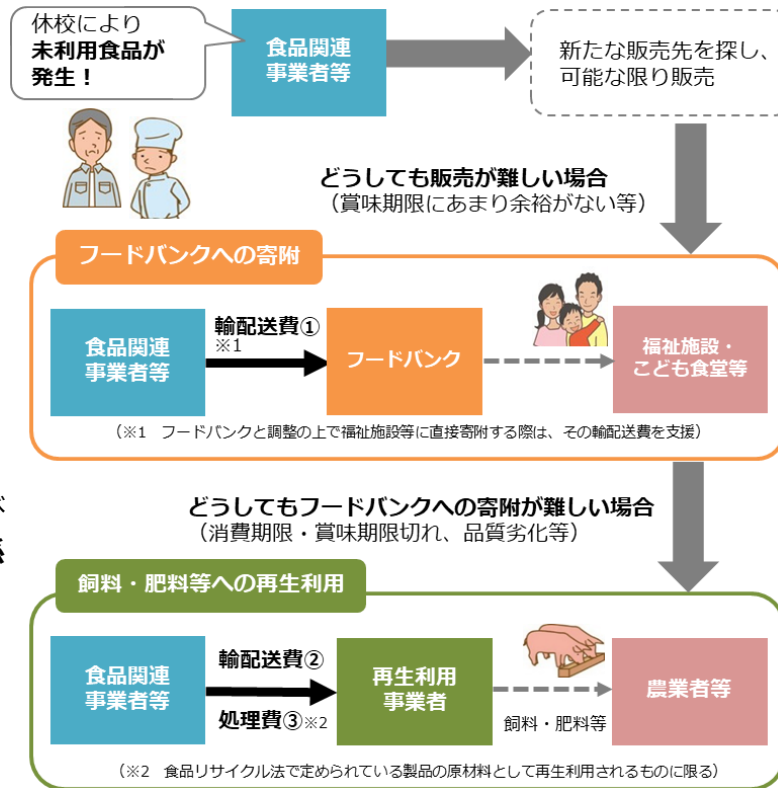 休校により
未利用食品が
発生！
食品関連
事業者等
新たな販売先を探し、
可能な限り販売
どうしても販売が難しい場合
（賞味期限にあまり余裕がない等）
フードバンクへの寄附
食品関連
事業者等
輸配送費①
※1
フードバンク
福祉施設・
こども食堂等
（※1　フードバンクと調整の上で福祉施設等に直接寄附する際は、その輸配送費を支援）
どうしてもフードバンクへの寄附が難しい場合
（消費期限・賞味期限切れ、品質劣化等）
飼料・肥料等への再生利用
食品関連
事業者等
輸配送費②
処理費③※2
再生利用
事業者
飼料・肥料等
農業者等
（※2　食品リサイクル法で定められている製品の原材料として再生利用されるものに限る）